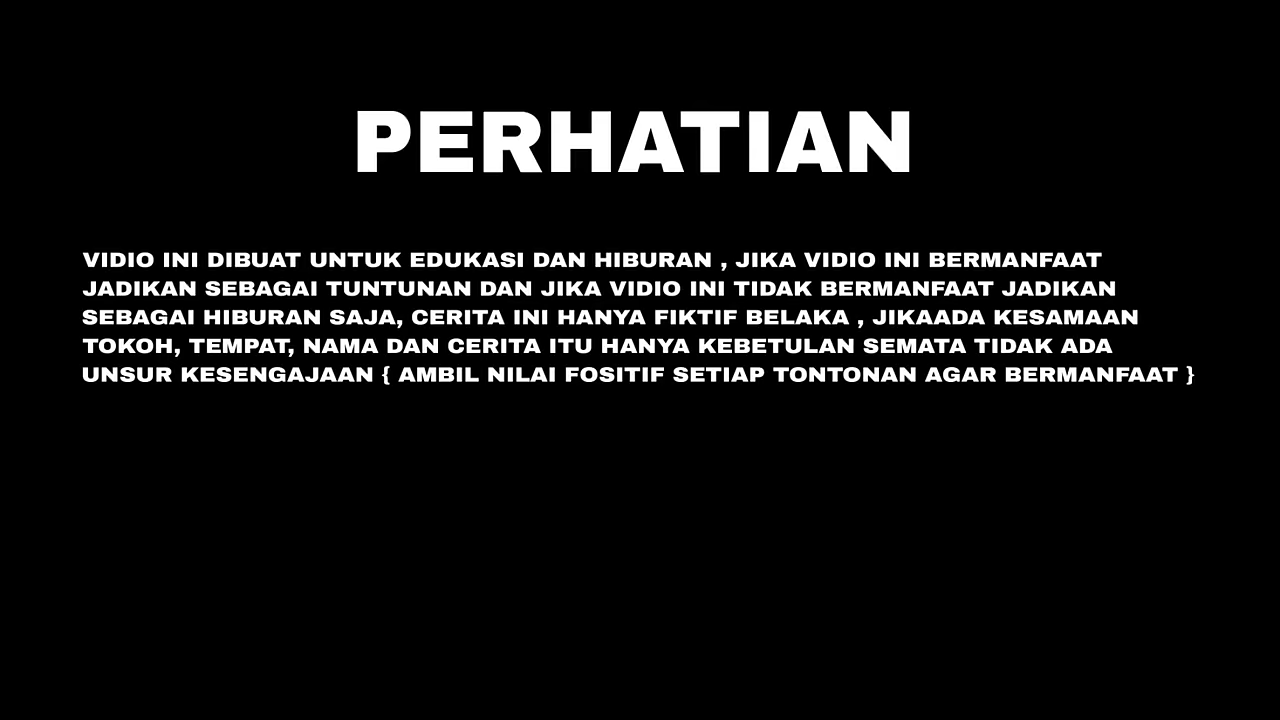 PERHATIAN
VIDIO INI DIBUAT UNTUK EDUKASI DAN HIBURAN , JIKA VIDIO INI BERMANFAAT
JADIKAN SEBAGAI TUNTUNAN DAN JIKA VIDIO INI TIDAK BERMANFAAT JADIKAN
SEBAGAI HIBURAN SAJA, CERITA INI HANYA FIKTIF BELAKA , JIKAADA KESAMAAN
TOKOH, TEMPAT, NAMA DAN CERITA ITU HANYA KEBETULAN SEMATA TIDAK ADA
UNSUR KESENGAJAAN { AMBIL NILAI FOSITIF SETIAP TONTONAN AGAR BERMANFAAT }